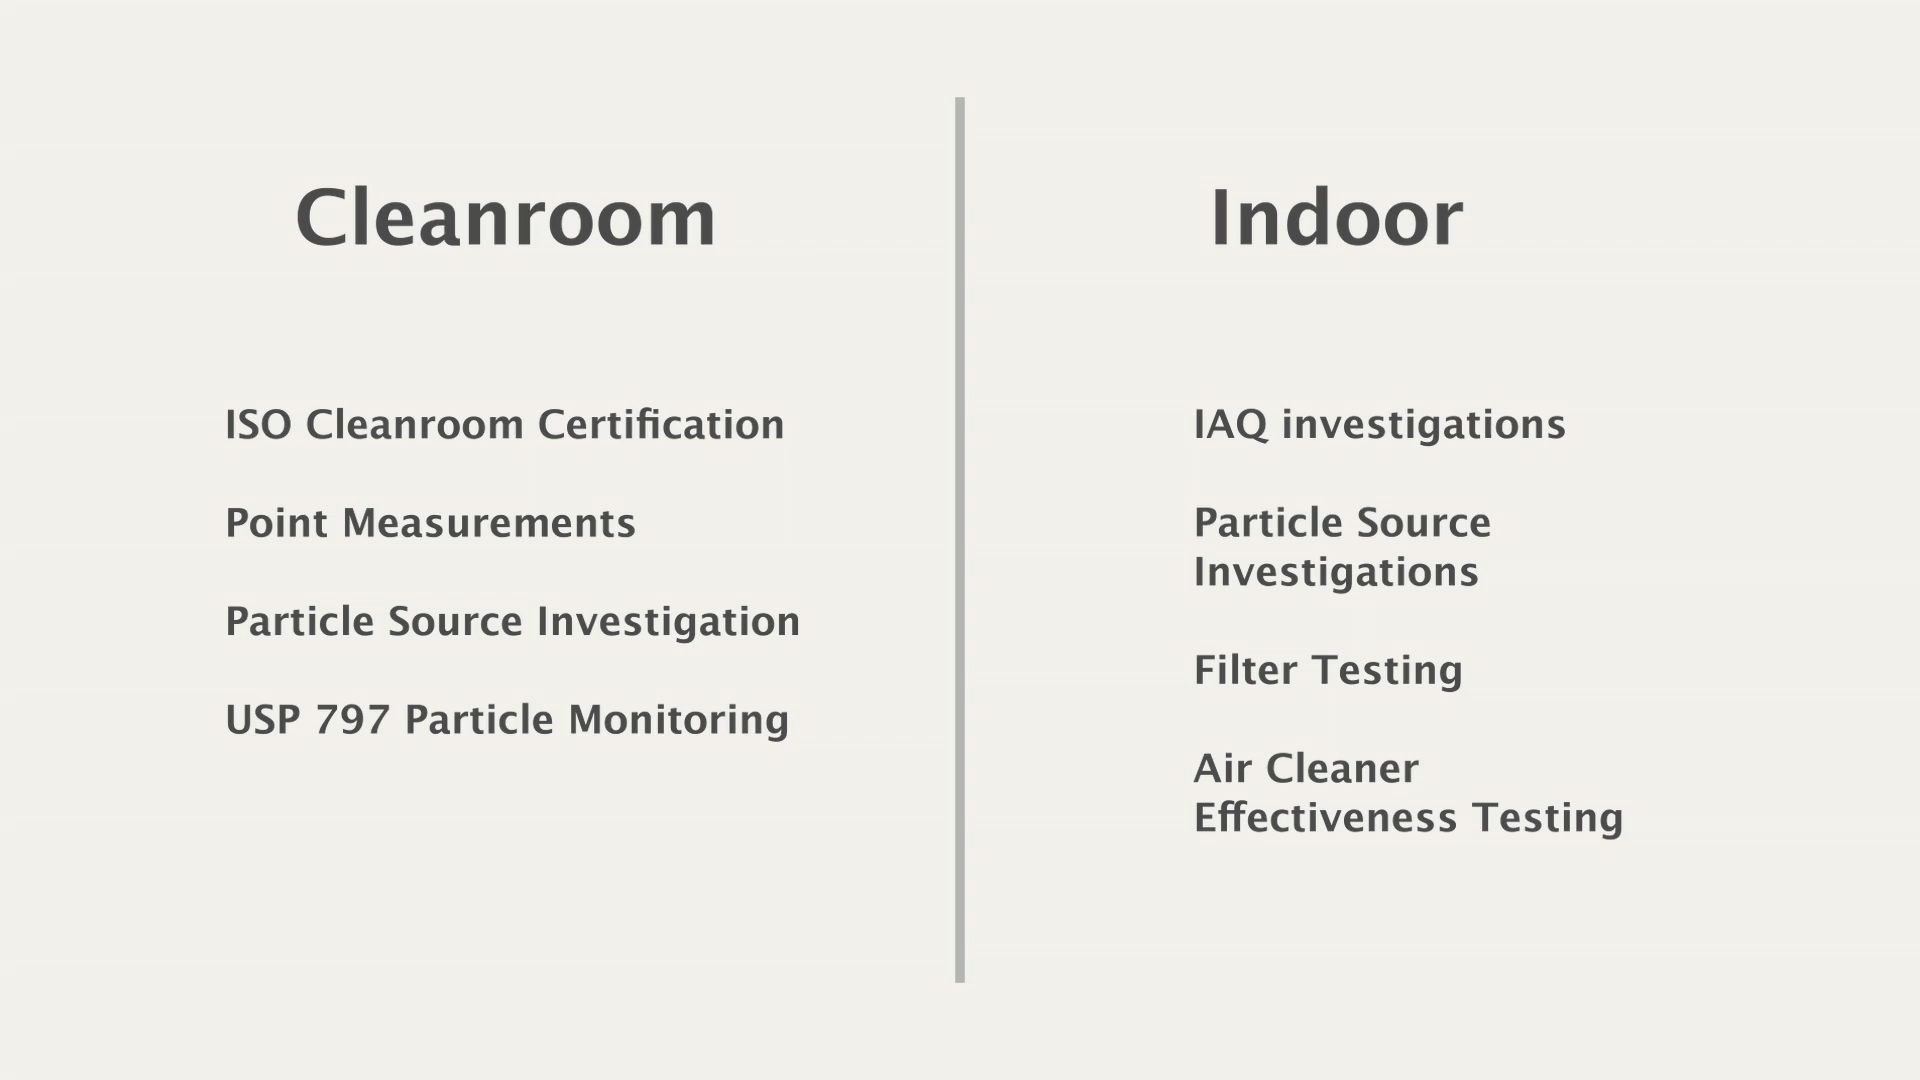 Cleanroom
ISO Cleanroom Certification
Point Measurements
Particle Source Investigation
USP 797 Particle Monitoring
Indoor
IAQ investigations
Particle Source
Investigations
Filter Testing
Air Cleaner
Effectiveness Testing